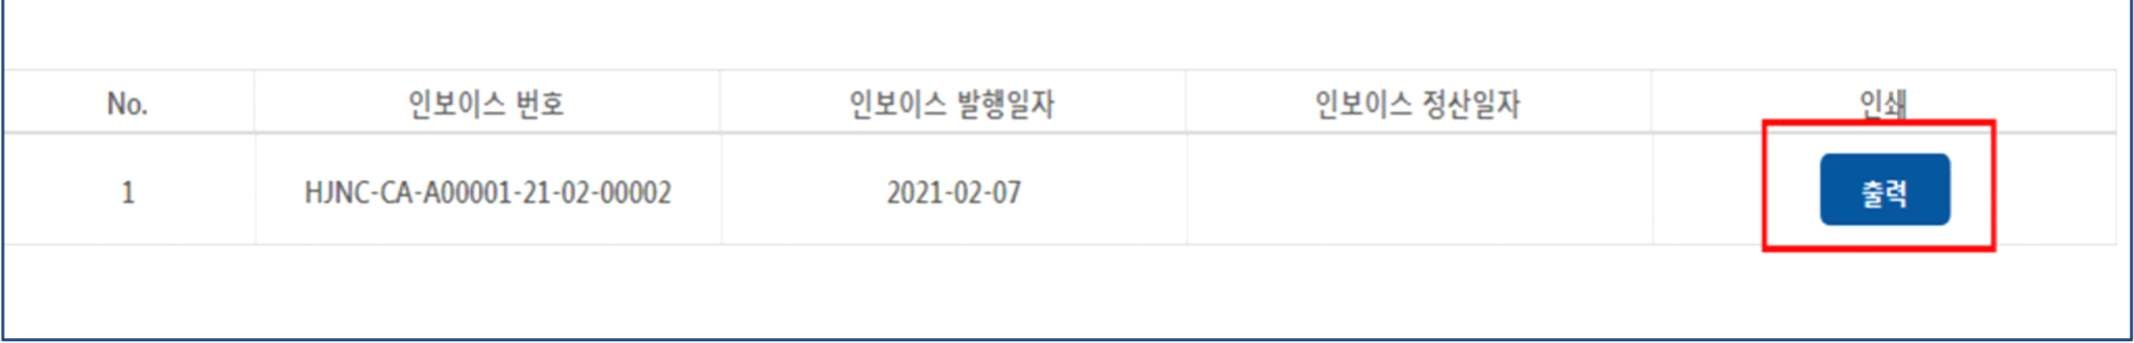 No. 인보이스 번호 인보이스 발행일자 인보이스 정산일자 인쇄
1 HJNC-CA-A00001-21-02-00002 2021-02-07 출력